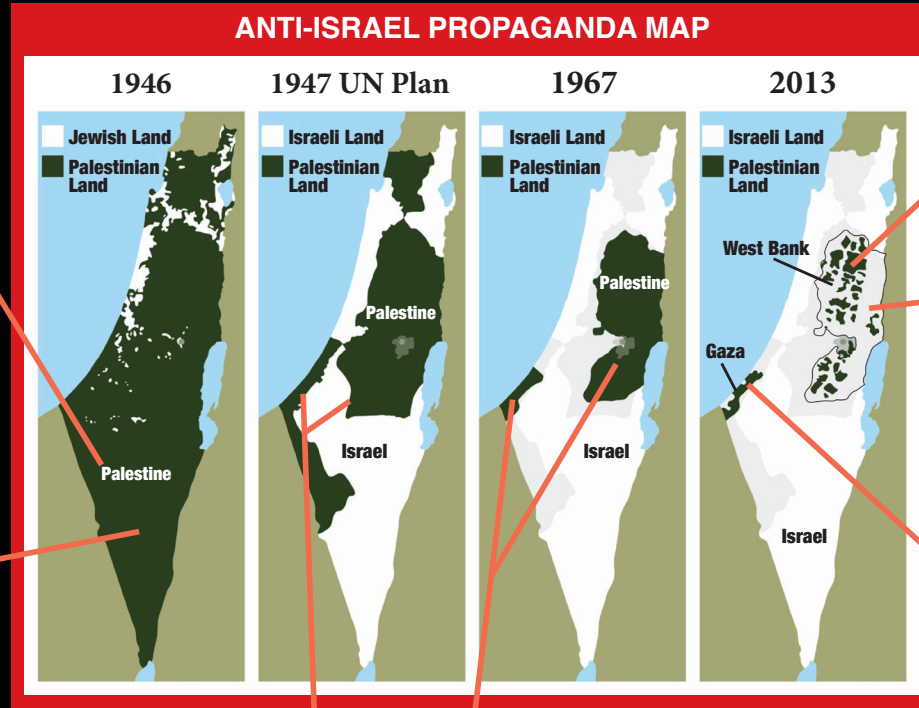 ANTI-ISRAEL PROPAGANDA MAP
1946
Jewish Land
Palestinian
Land
Palestine
1947 UN Plan
Israeli Land
Palestinian
Land
Palestine
Israel
1967
Israeli Land
Palestinian
Land
Palestine
Israel
2013
Israeli Land
Palestinian
Land
West Bank
Gaza
Israel